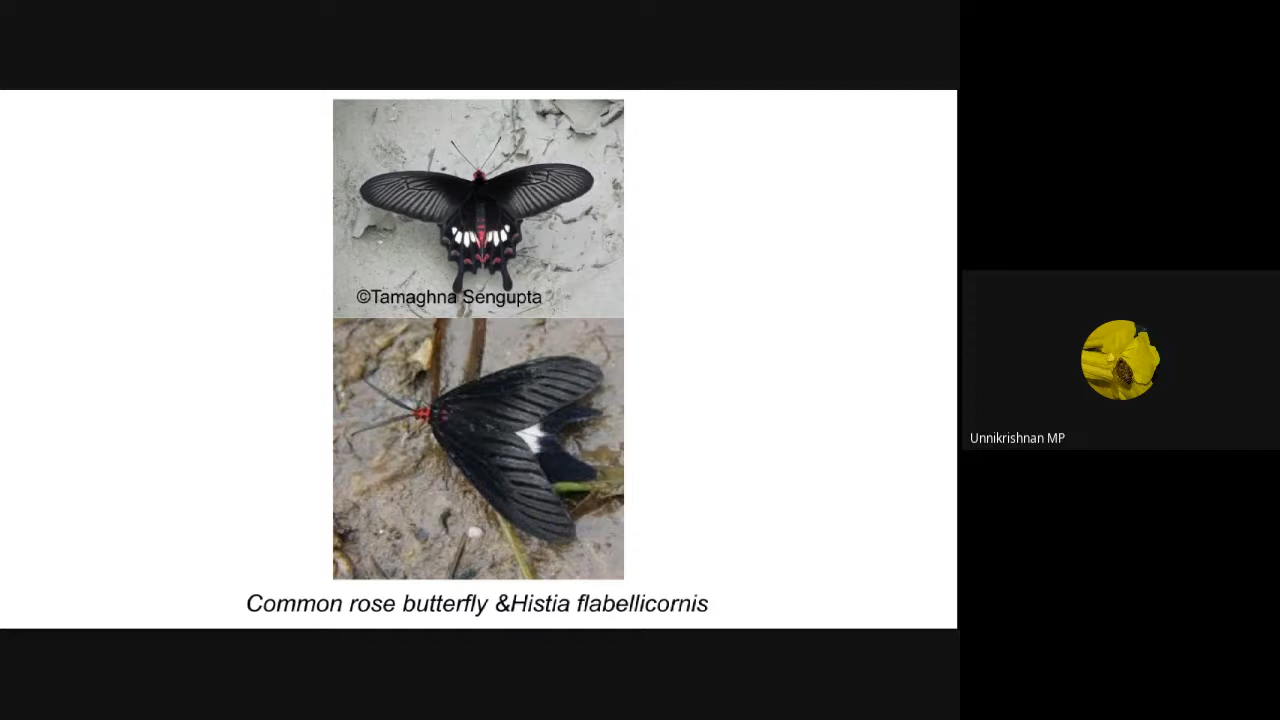 ©Tamaghna Sengupta
Unnikrishnan MP
Common rose butterfly &Histia flabellicornis